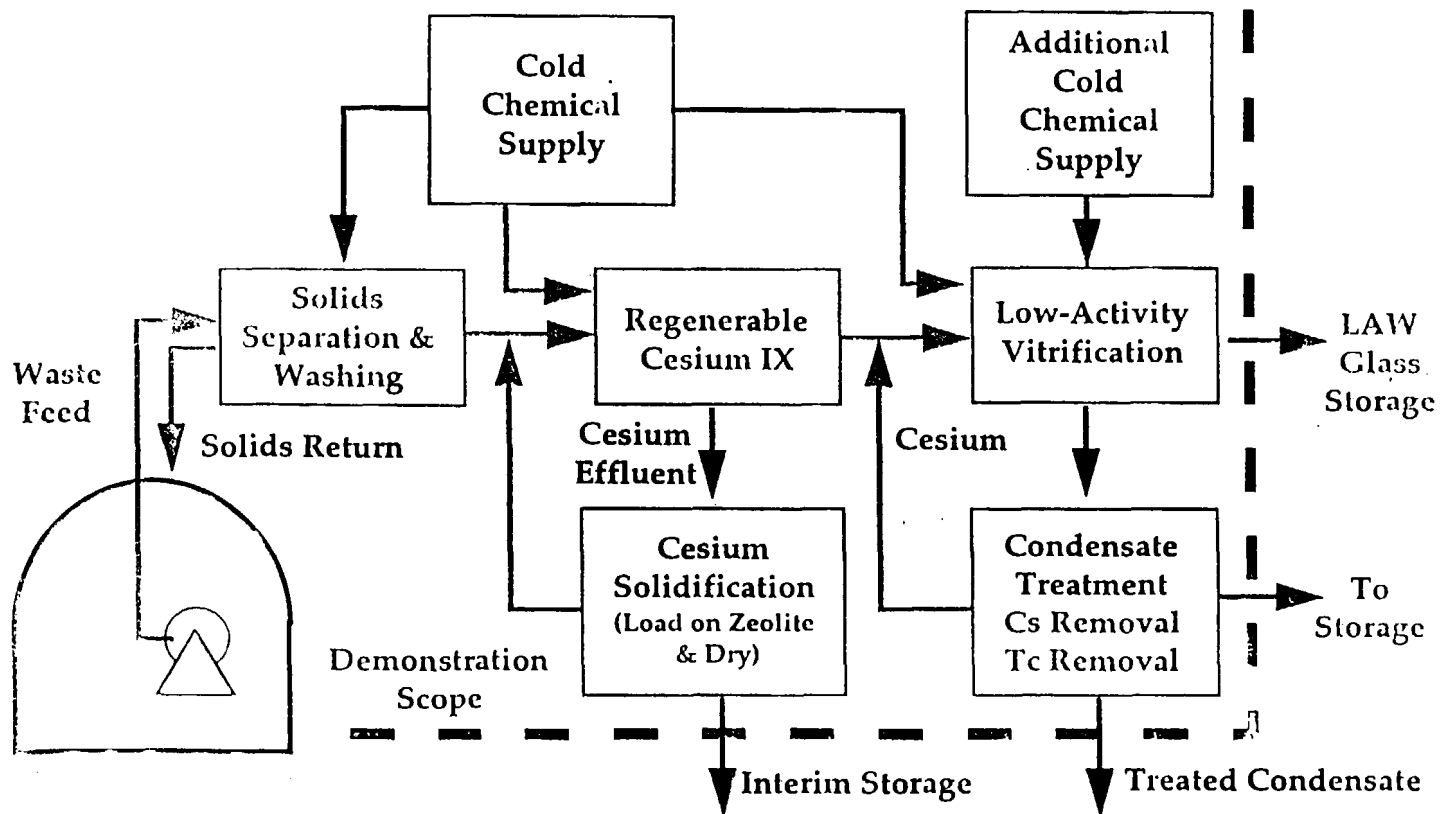 Cold
Chemical
Supply
Additional
Cold
Chemical
Supply
Solids
Separation &
Washing
Regenerable
Cesium IX
Low-Activity
Vitrification
LAW
Glass
Storage
Waste
Feed
Solids Return
Cesium
Effluent
Cesium
Cesium
Solidification
(Load on Zeolite
& Dry)
Condensate
Treatment
Cs Removal
Tc Removal
To
Storage
Demonstration
Scope
Interim Storage
Treated Condensate